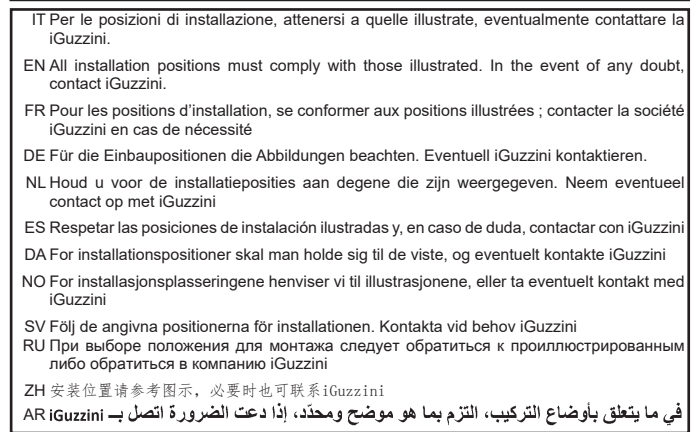 IT Per le posizioni di installazione, attenersi a quelle illustrate, eventualmente contattare la
iGuzzini.
EN All installation positions must comply with those illustrated. In the event of any doubt,
contact iGuzzini.
FR Pour les positions d'installation, se conformer aux positions illustrées ; contacter la société
iGuzzini en cas de nécessité
DE Für die Einbaupositionen die Abbildungen beachten. Eventuell iGuzzini kontaktieren.
NL Houd u voor de installatieposities aan degene die zijn weergegeven. Neem eventueel
contact op met iGuzzini
ES Respetar las posiciones de instalación ilustradas y, en caso de duda, contactar con iGuzzini
DA For installationspositioner skal man holde sig til de viste, og eventuelt kontakte iGuzzini
NO For installasjonsplasseringene henviser vi til illustrasjonene, eller ta eventuelt kontakt med
iGuzzini
SV Följ de angivna positionerna för installationen. Kontakta vid behov iGuzzini
RU При выборе положения для монтажа следует обратиться к проиллюстрированным
либо обратиться в компанию iGuzzini
ZH 安装位置请参考图示，必要时也可联系iGuzzini
AR في ما يتعلق بأوضاع التركيب، التزم بما هو موضح ومحدّد، إذا دعت الضرورة اتصل بـ iGuzzini